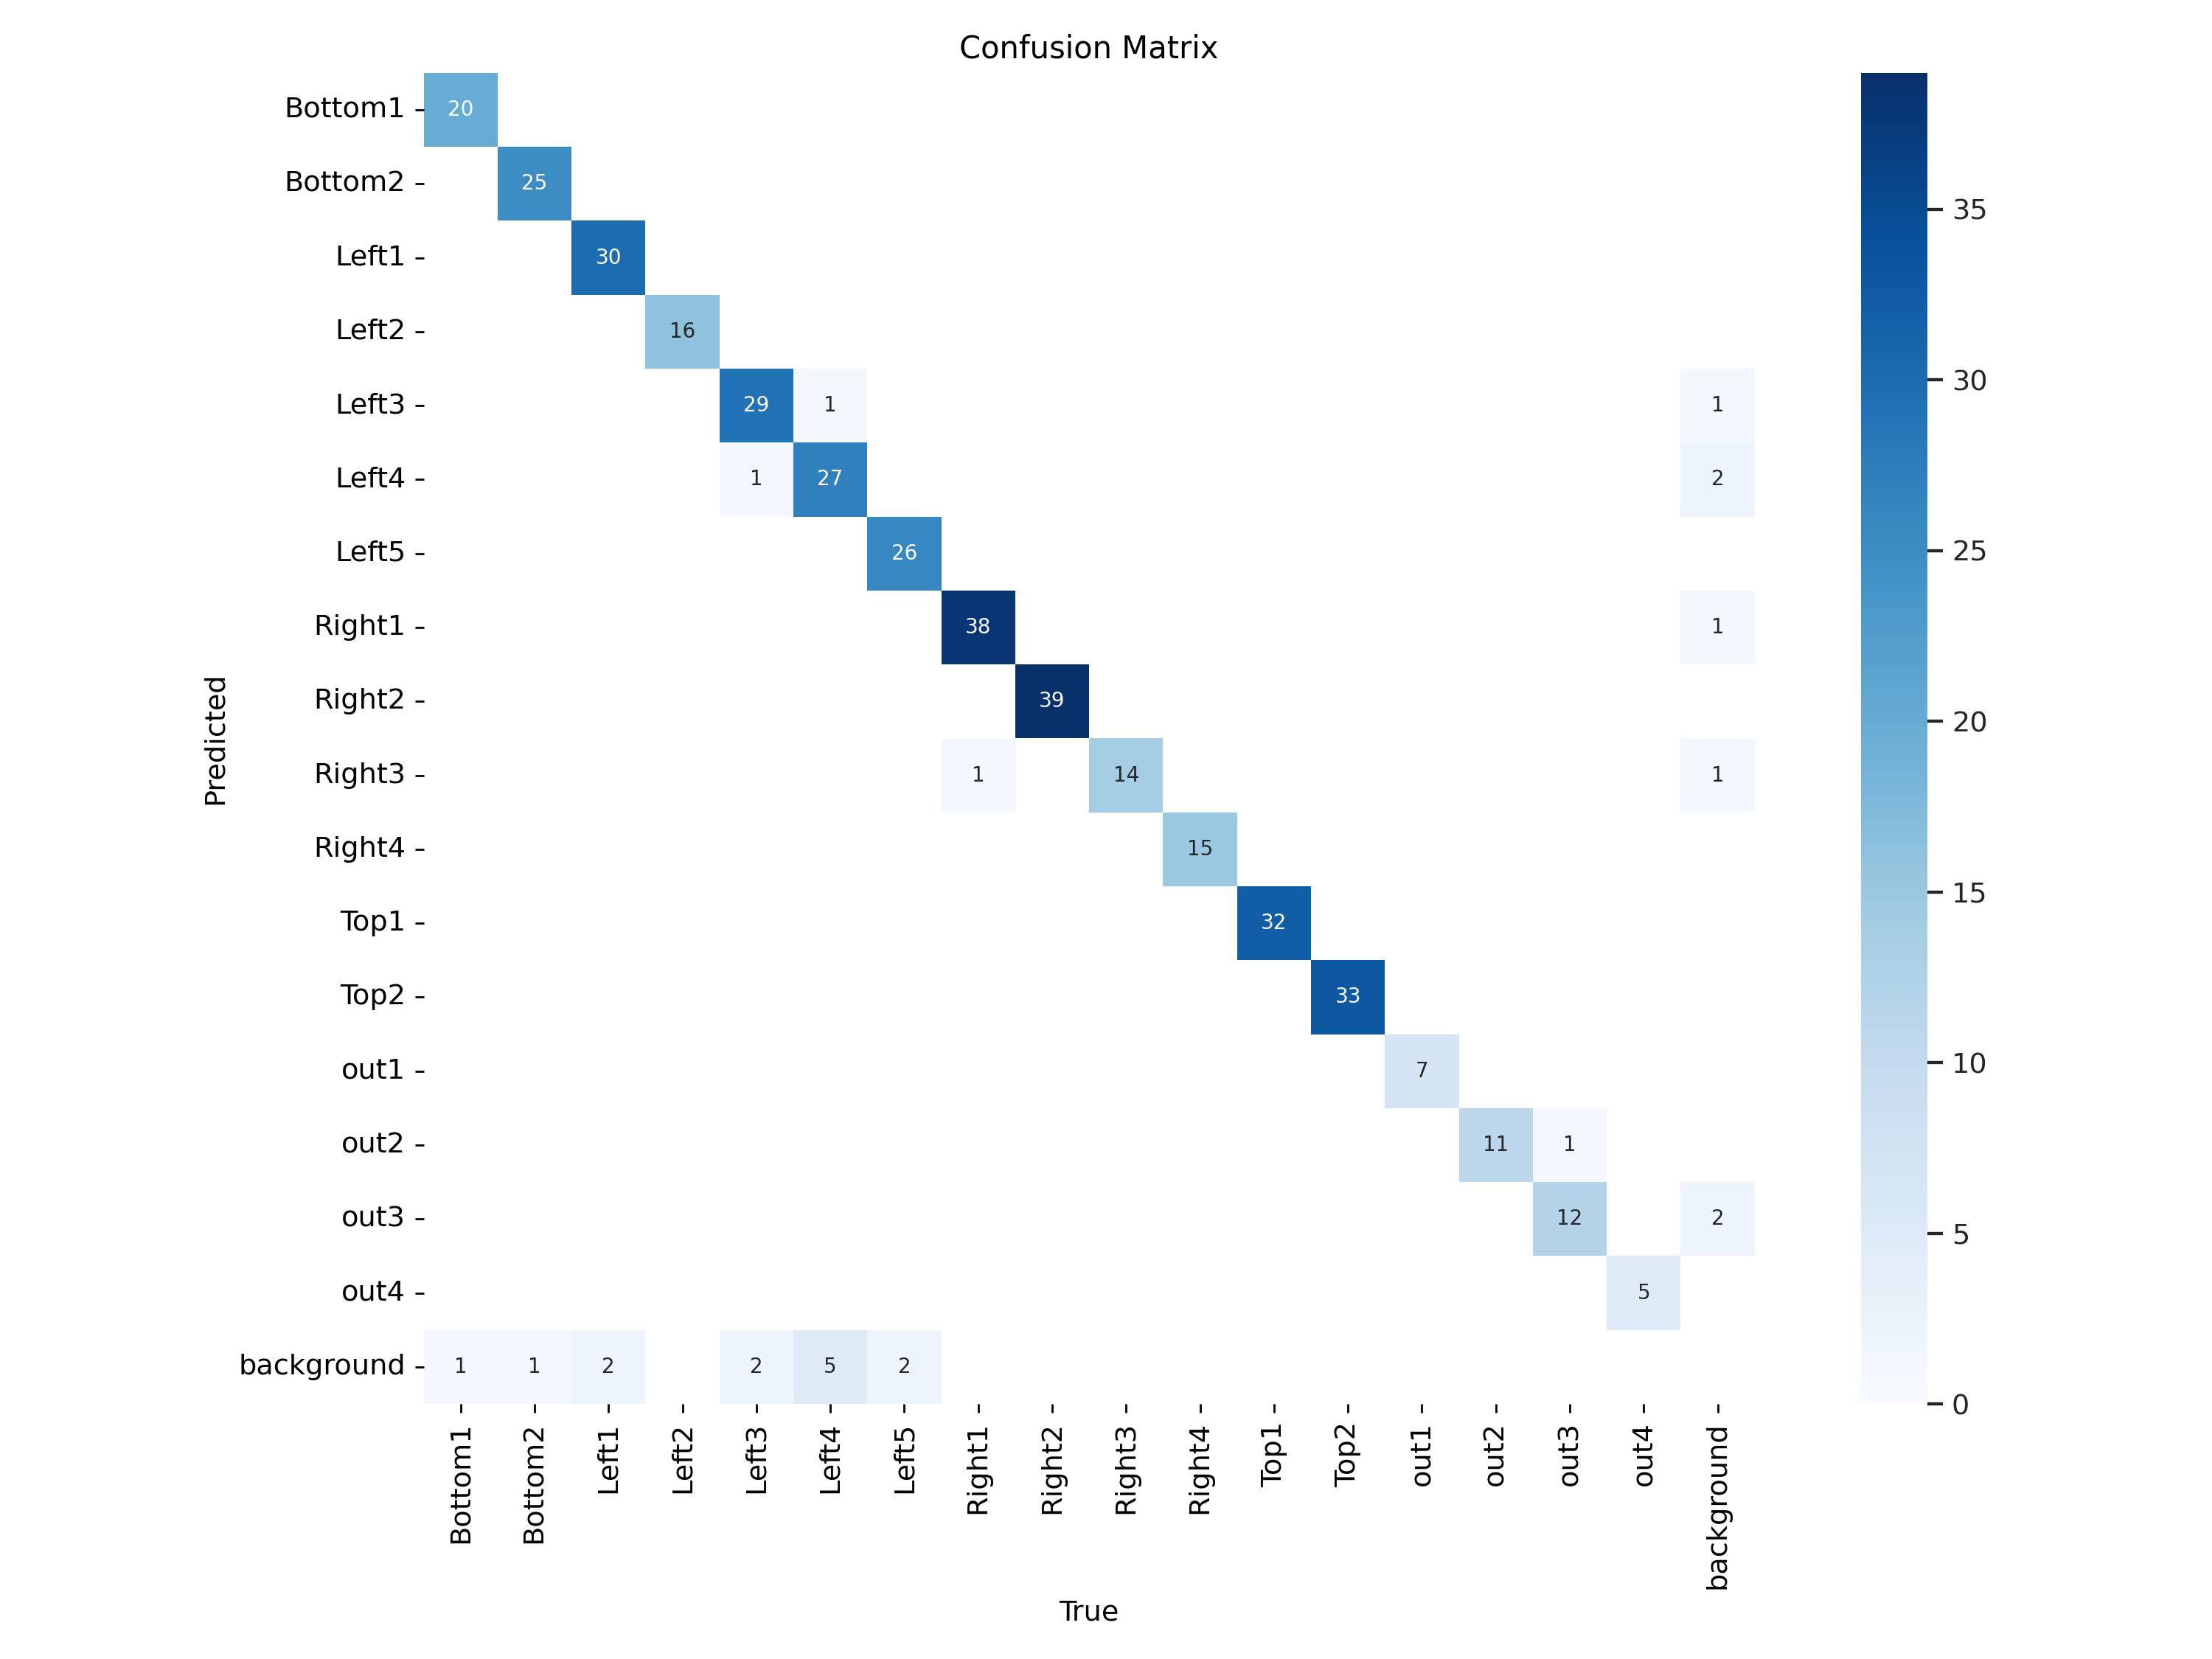 Confusion Matrix
Bottom1 20
Bottom2 25
Left1 30
Left2 16
Left3 29 1 1
Left4 1 27 2
Left5 26
Right1 38 1
Right2 39
Right3 1 14 1
Right4 15
Top1 32
Top2 33
out1 7
out2 11 1
out3 12 2
out4 5
background 1 1 2 2 5 2
Predicted
Bottom1 Bottom2 Left1 Left2 Left3 Left4 Left5 Right1 Right2 Right3 Right4 Top1 Top2 out1 out2 out3 out4 background
True
35
30
25
20
15
10
5
0